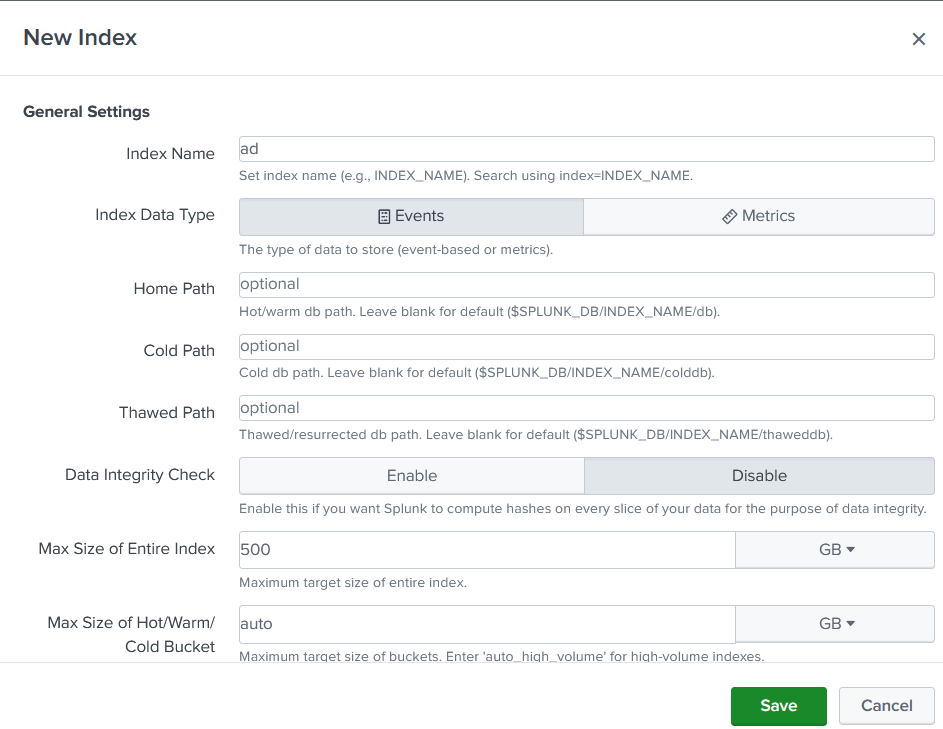 New Index
General Settings
Index Name
ad
Set index name (e.g., INDEX_NAME). Search using index=INDEX_NAME.
Index Data Type
Events
Metrics
The type of data to store (event-based or metrics).
Home Path
optional
Hot/warm db path. Leave blank for default ($SPLUNK_DB/INDEX_NAME/db).
Cold Path
optional
Cold db path. Leave blank for default ($SPLUNK_DB/INDEX_NAME/colddb).
Thawed Path
optional
Thawed/resurrected db path. Leave blank for default ($SPLUNK_DB/INDEX_NAME/thaweddb).
Data Integrity Check
Enable
Disable
Enable this if you want Splunk to compute hashes on every slice of your data for the purpose of data integrity.
Max Size of Entire Index
500
GB
Maximum target size of entire index.
Max Size of Hot/Warm/
Cold Bucket
auto
GB
Maximum target size of buckets. Enter 'auto_high_volume' for high-volume indexes.
Save
Cancel